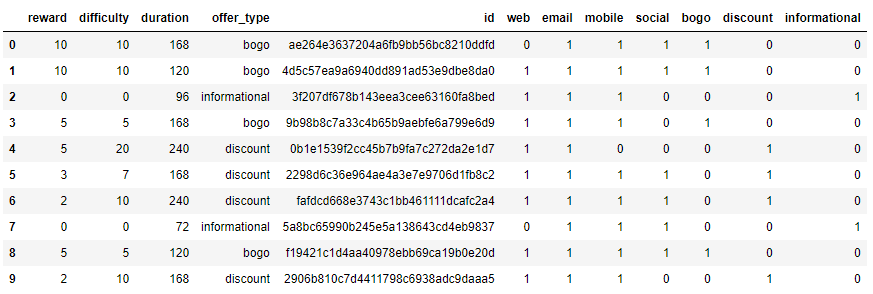 reward difficulty duration offer_type id web email mobile social bogo discount informational
0 10 10 168 bogo ae264e3637204a6fb9bb56bc8210ddfd 0 1 1 1 1 0 0
1 10 10 120 bogo 4d5c57ea9a6940dd891ad53e9dbe8da0 1 1 1 1 1 0 0
2 0 0 96 informational 3f207df678b143eea3cee63160fa8bed 1 1 1 0 0 0 1
3 5 5 168 bogo 9b98b8c7a33c4b65b9aebfe6a799e6d9 1 1 1 0 1 0 0
4 5 20 240 discount 0b1e1539f2cc45b7b9fa7c272da2e1d7 1 1 0 0 0 1 0
5 3 7 168 discount 2298d6c36e964ae4a3e7e9706d1fb8c2 1 1 1 1 0 1 0
6 2 10 240 discount fafdcd668e3743c1bb461111dcafc2a4 1 1 1 1 0 1 0
7 0 0 72 informational 5a8bc65990b245e5a138643cd4eb9837 0 1 1 1 0 0 1
8 5 5 120 bogo f19421c1d4aa40978ebb69ca19b0e20d 1 1 1 1 1 0 0
9 2 10 168 discount 2906b810c7d4411798c6938adc9daaa5 1 1 1 0 0 1 0